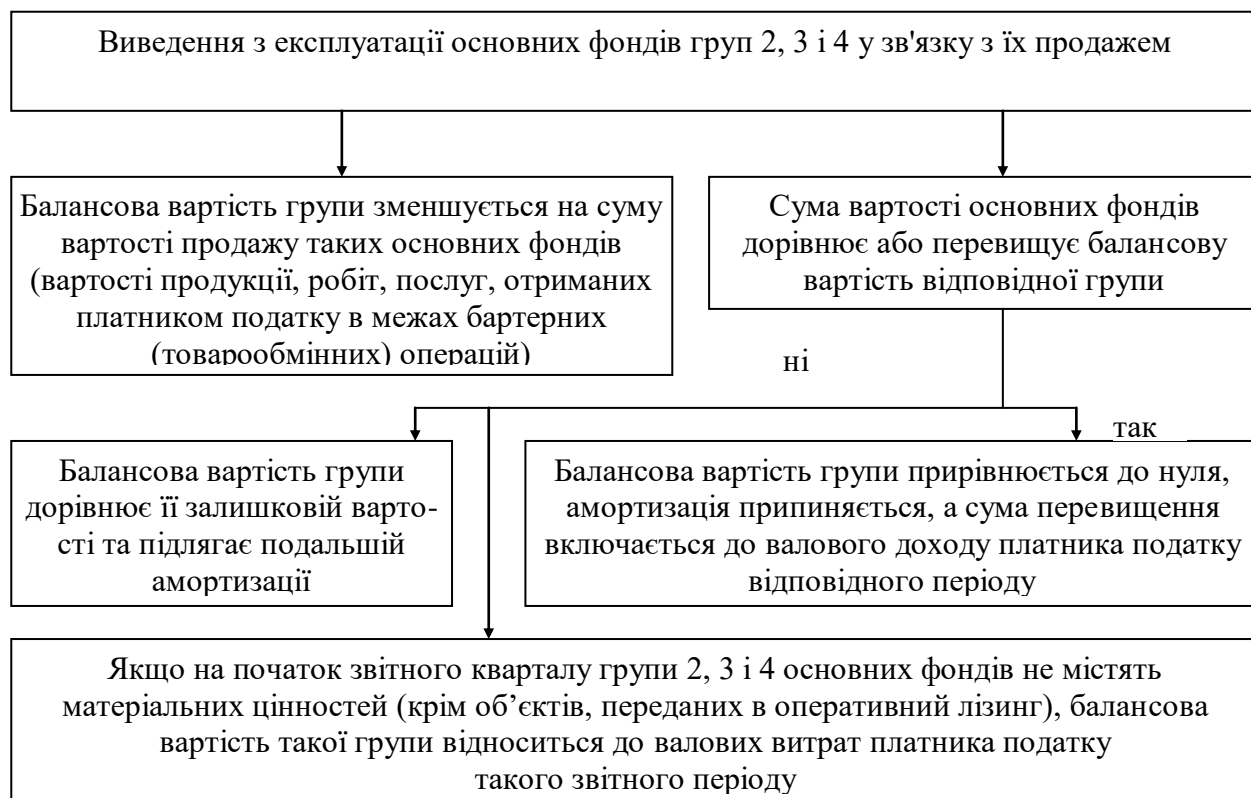 Виведення з експлуатації основних фондів груп 2, 3 і 4 у зв'язку з їх продажем
Балансова вартість групи зменшується на суму
вартості продажу таких основних фондів
(вартості продукції, робіт, послуг, отриманих
платником податку в межах бартерних
(товарообмінних) операцій)
Сума вартості основних фондів
дорівнює або перевищує балансову
вартість відповідної групи
ні
так
Балансова вартість групи
дорівнює її залишковій варто-
сті та підлягає подальшій
амортизації
Балансова вартість групи прирівнюється до нуля,
амортизація припиняється, а сума перевищення
включається до валового доходу платника податку
відповідного періоду
Якщо на початок звітного кварталу групи 2, 3 і 4 основних фондів не містять
матеріальних цінностей (крім об’єктів, переданих в оперативний лізинг), балансова
вартість такої групи відноситься до валових витрат платника податку
такого звітного періоду